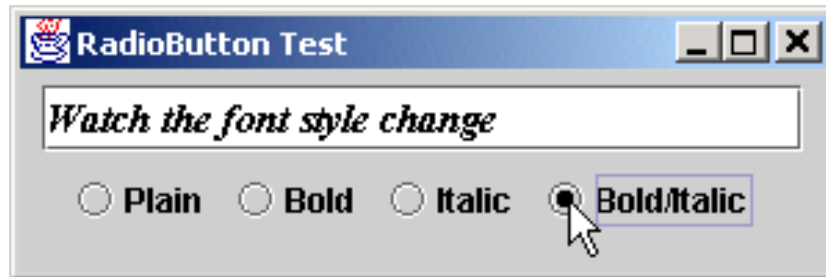 RadioButton Test
Watch the font style change
Plain Bold Italic Bold/Italic